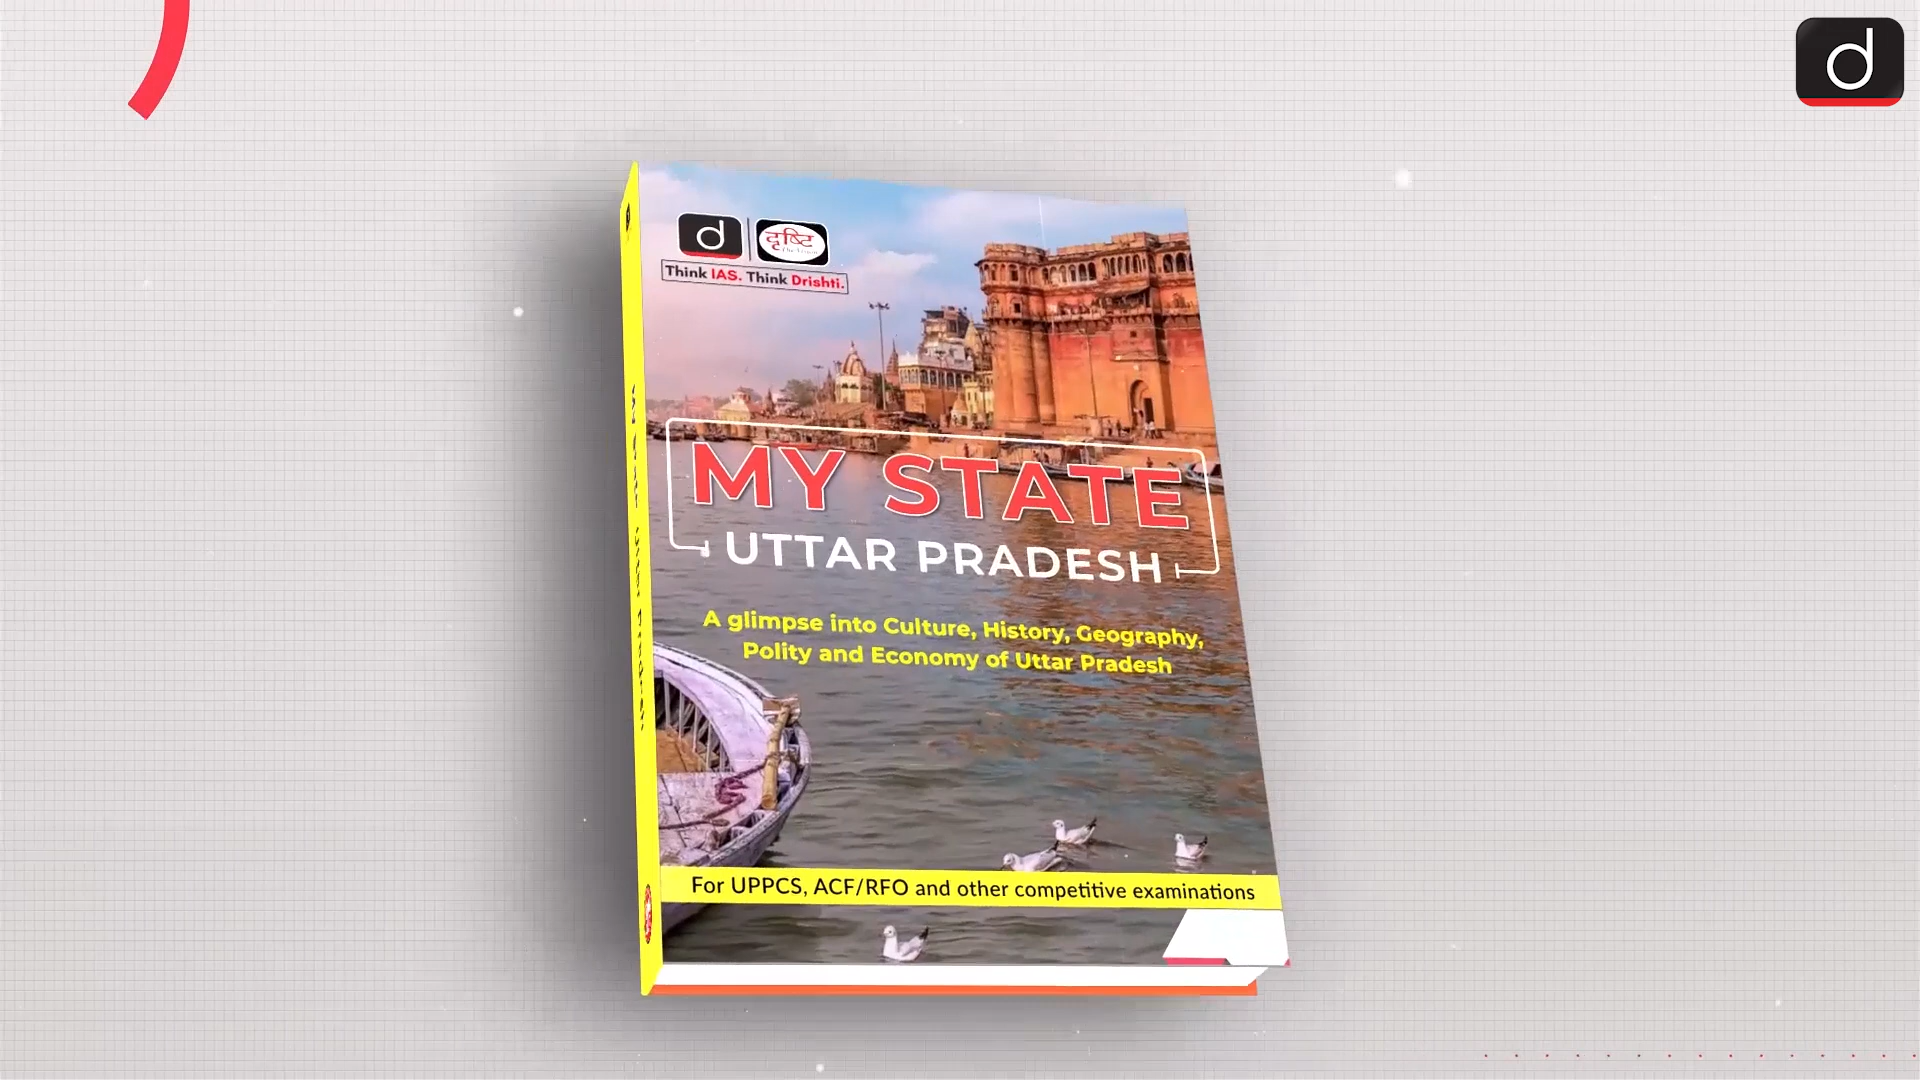 d
d दृष्टि
Think IAS. Think Drishti.
MY STATE
UTTAR PRADESH
A glimpse into Culture, History, Geography,
Polity and Economy of Uttar Pradesh
For UPPCS, ACF/RFO and other competitive examinations